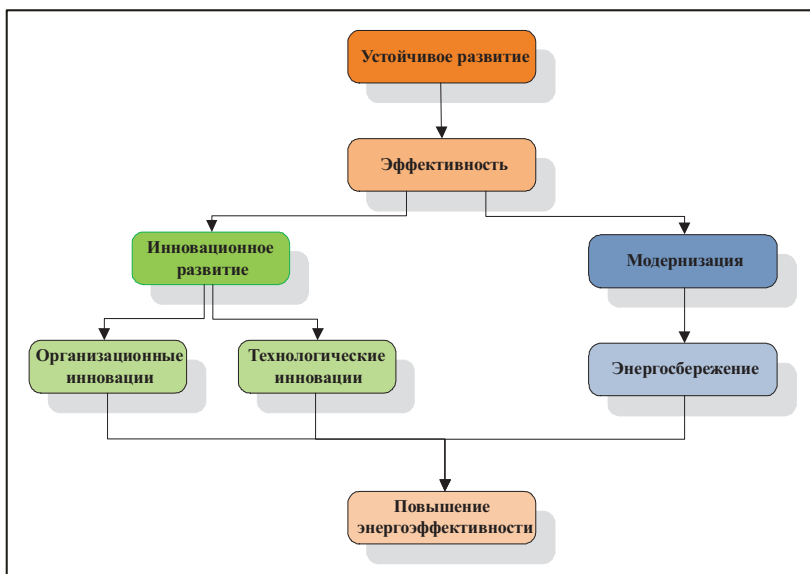 Устойчивое развитие
Эффективность
Инновационное
развитие
Модернизация
Организационные
инновации
Технологические
инновации
Энергосбережение
Повышение
энергоэффективности